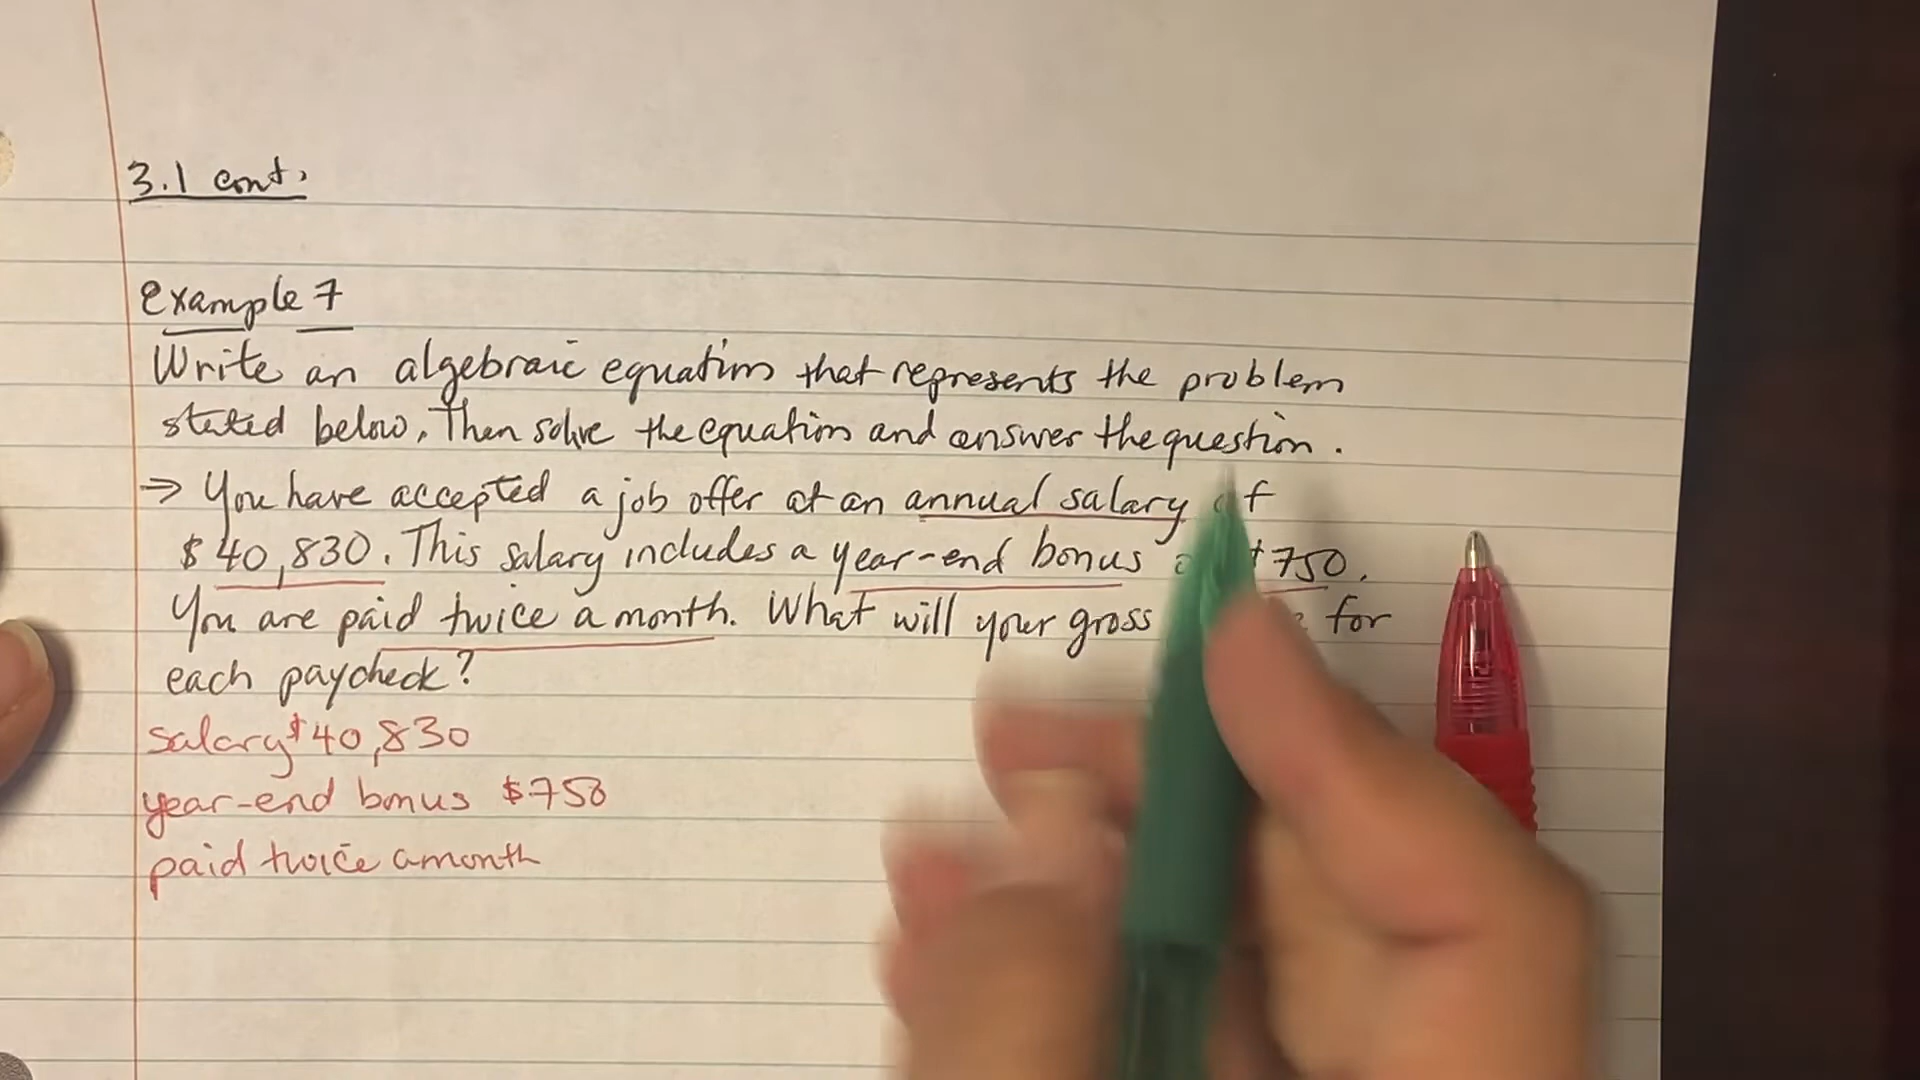 3.1 cont.
Example 7
Write an algebraic equation that represents the problem
stated below. Then solve the equation and answer the question.
→ You have accepted a job offer at an annual salary of
$40,830. This salary includes a year-end bonus $750.
You are paid twice a month. What will your gross for
each paycheck?
salary $40,830
year-end bonus $750
paid twice a month